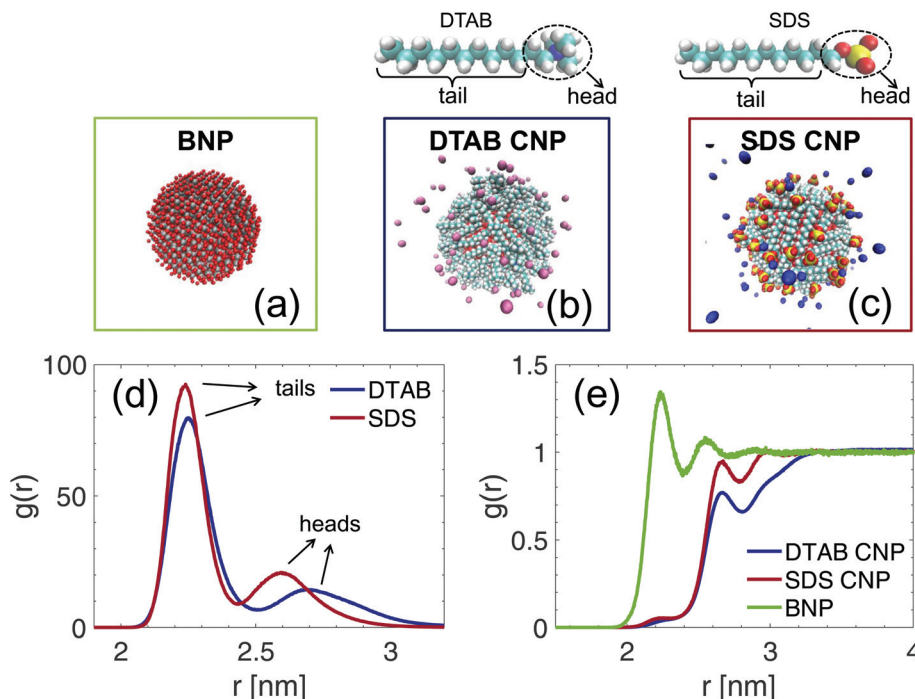 DTAB
SDS
tail
head
tail
head
BNP
DTAB CNP
SDS CNP
(a)
(b)
(c)
(d)
tails
DTAB
SDS
heads
g(r)
100
50
0
2
2.5
3
r [nm]
(e)
g(r)
1.5
1
0.5
0
DTAB CNP
SDS CNP
BNP
2
3
4
r [nm]